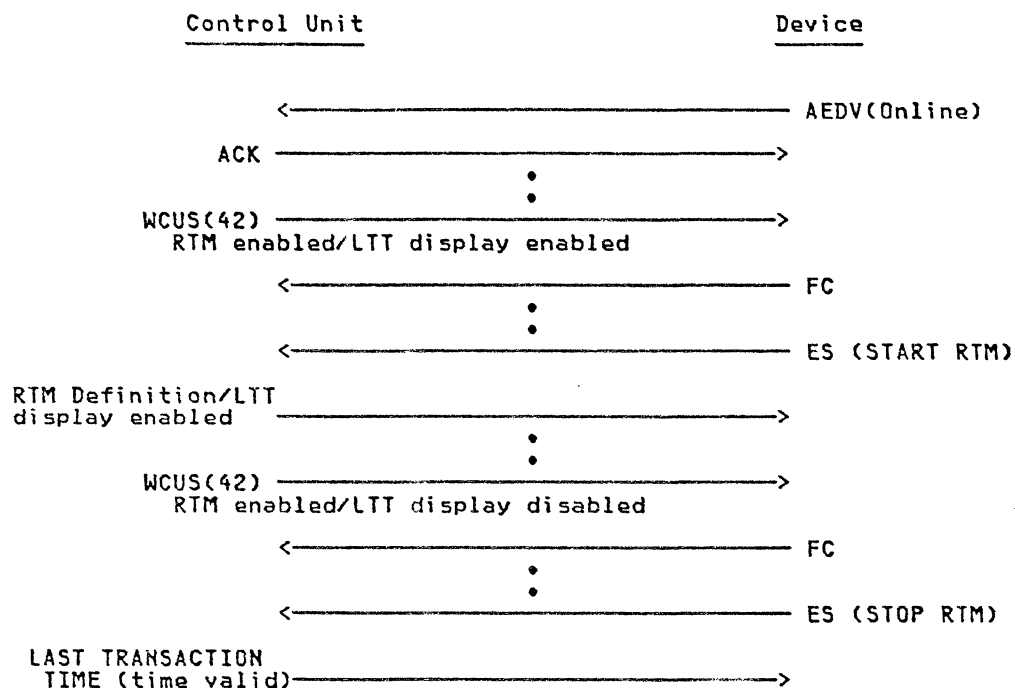 Control Unit Device
AEDV(Online)
ACK
WCUS(42)
RTM enabled/LTT display enabled
FC
ES (START RTM)
RTM Definition/LTT
display enabled
WCUS(42)
RTM enabled/LTT display disabled
FC
ES (STOP RTM)
LAST TRANSACTION
TIME (time valid)